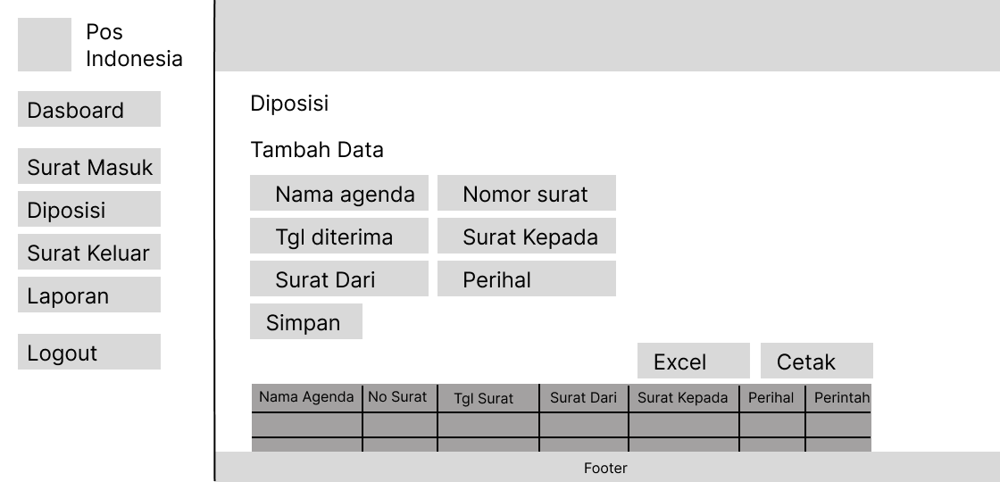 Pos
Indonesia
Dasboard
Surat Masuk
Diposisi
Surat Keluar
Laporan
Logout
Diposisi
Tambah Data
Nama agenda Nomor surat
Tgl diterima Surat Kepada
Surat Dari Perihal
Simpan
Excel Cetak
Nama Agenda No Surat Tgl Surat Surat Dari Surat Kepada Perihal Perintah
Footer